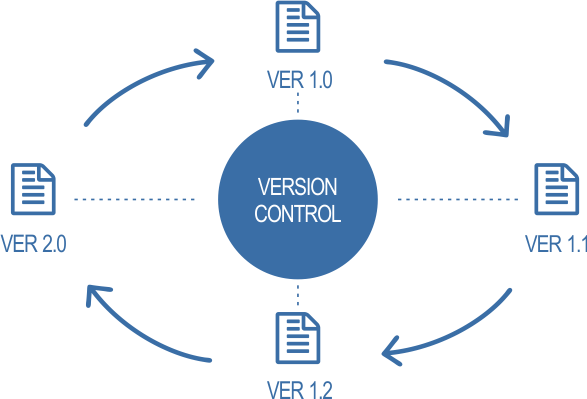 VER 1.0
VERSION
CONTROL
VER 2.0
VER 1.1
VER 1.2